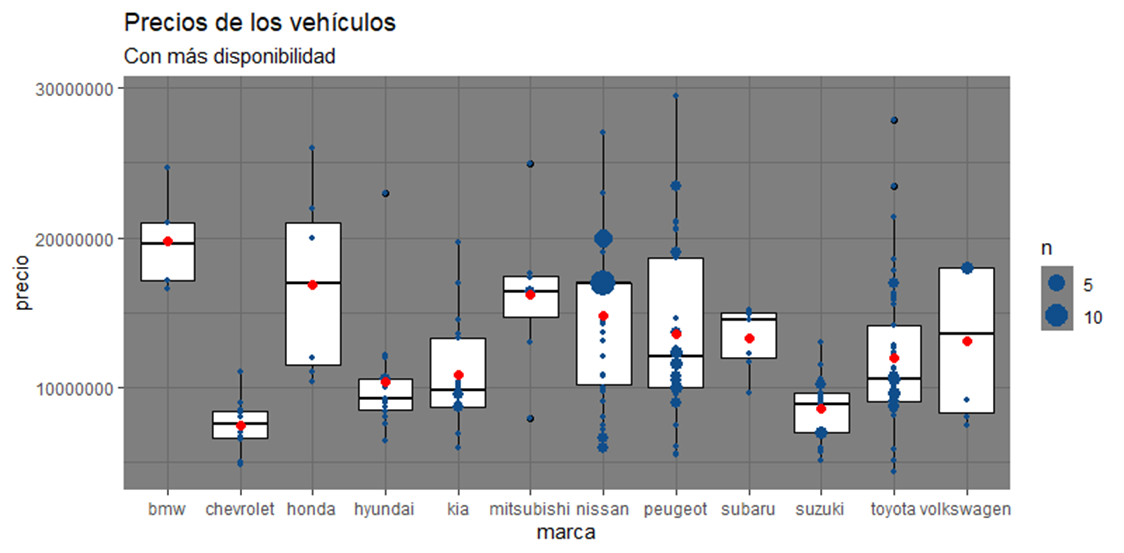 Precios de los vehículos
Con más disponibilidad
30000000
20000000
10000000
precio
bmw chevrolet honda hyundai kia mitsubishi nissan peugeot subaru suzuki toyota volkswagen
marca
n
5
10